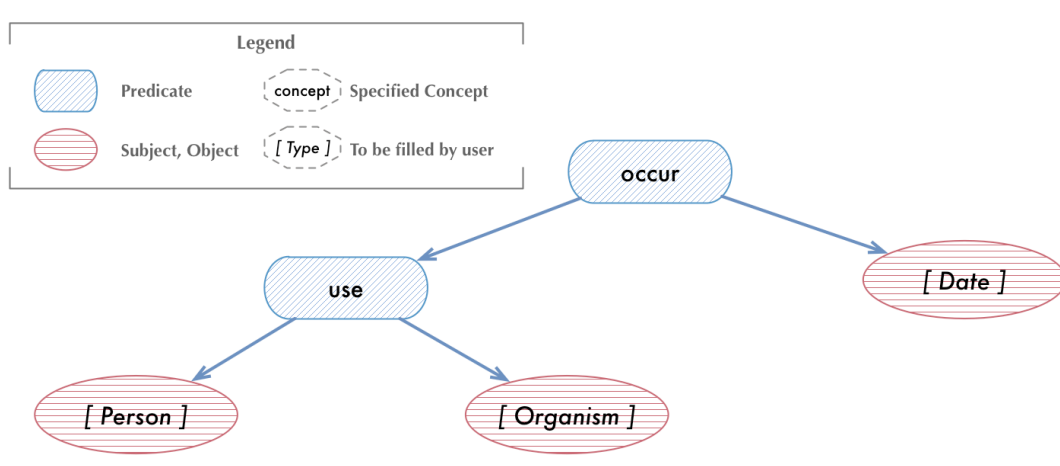 Legend
Predicate
concept
Specified Concept
Subject, Object
[ Type ]
To be filled by user
occur
use
[ Date ]
[ Person ]
[ Organism ]